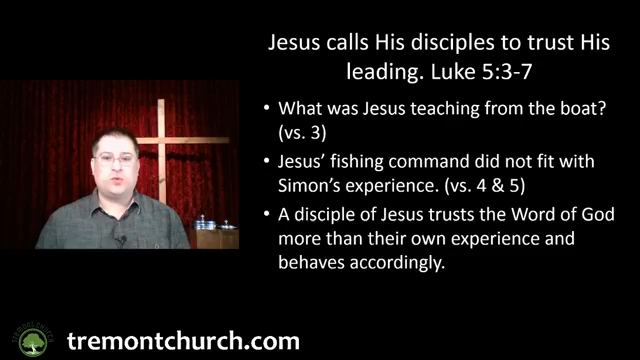 Jesus calls His disciples to trust His
leading. Luke 5:3-7
• What was Jesus teaching from the boat?
(vs. 3)
• Jesus’ fishing command did not fit with
Simon’s experience. (vs. 4 & 5)
• A disciple of Jesus trusts the Word of God
more than their own experience and
behaves accordingly.
TREMONT CHURCH
tremontchurch.com